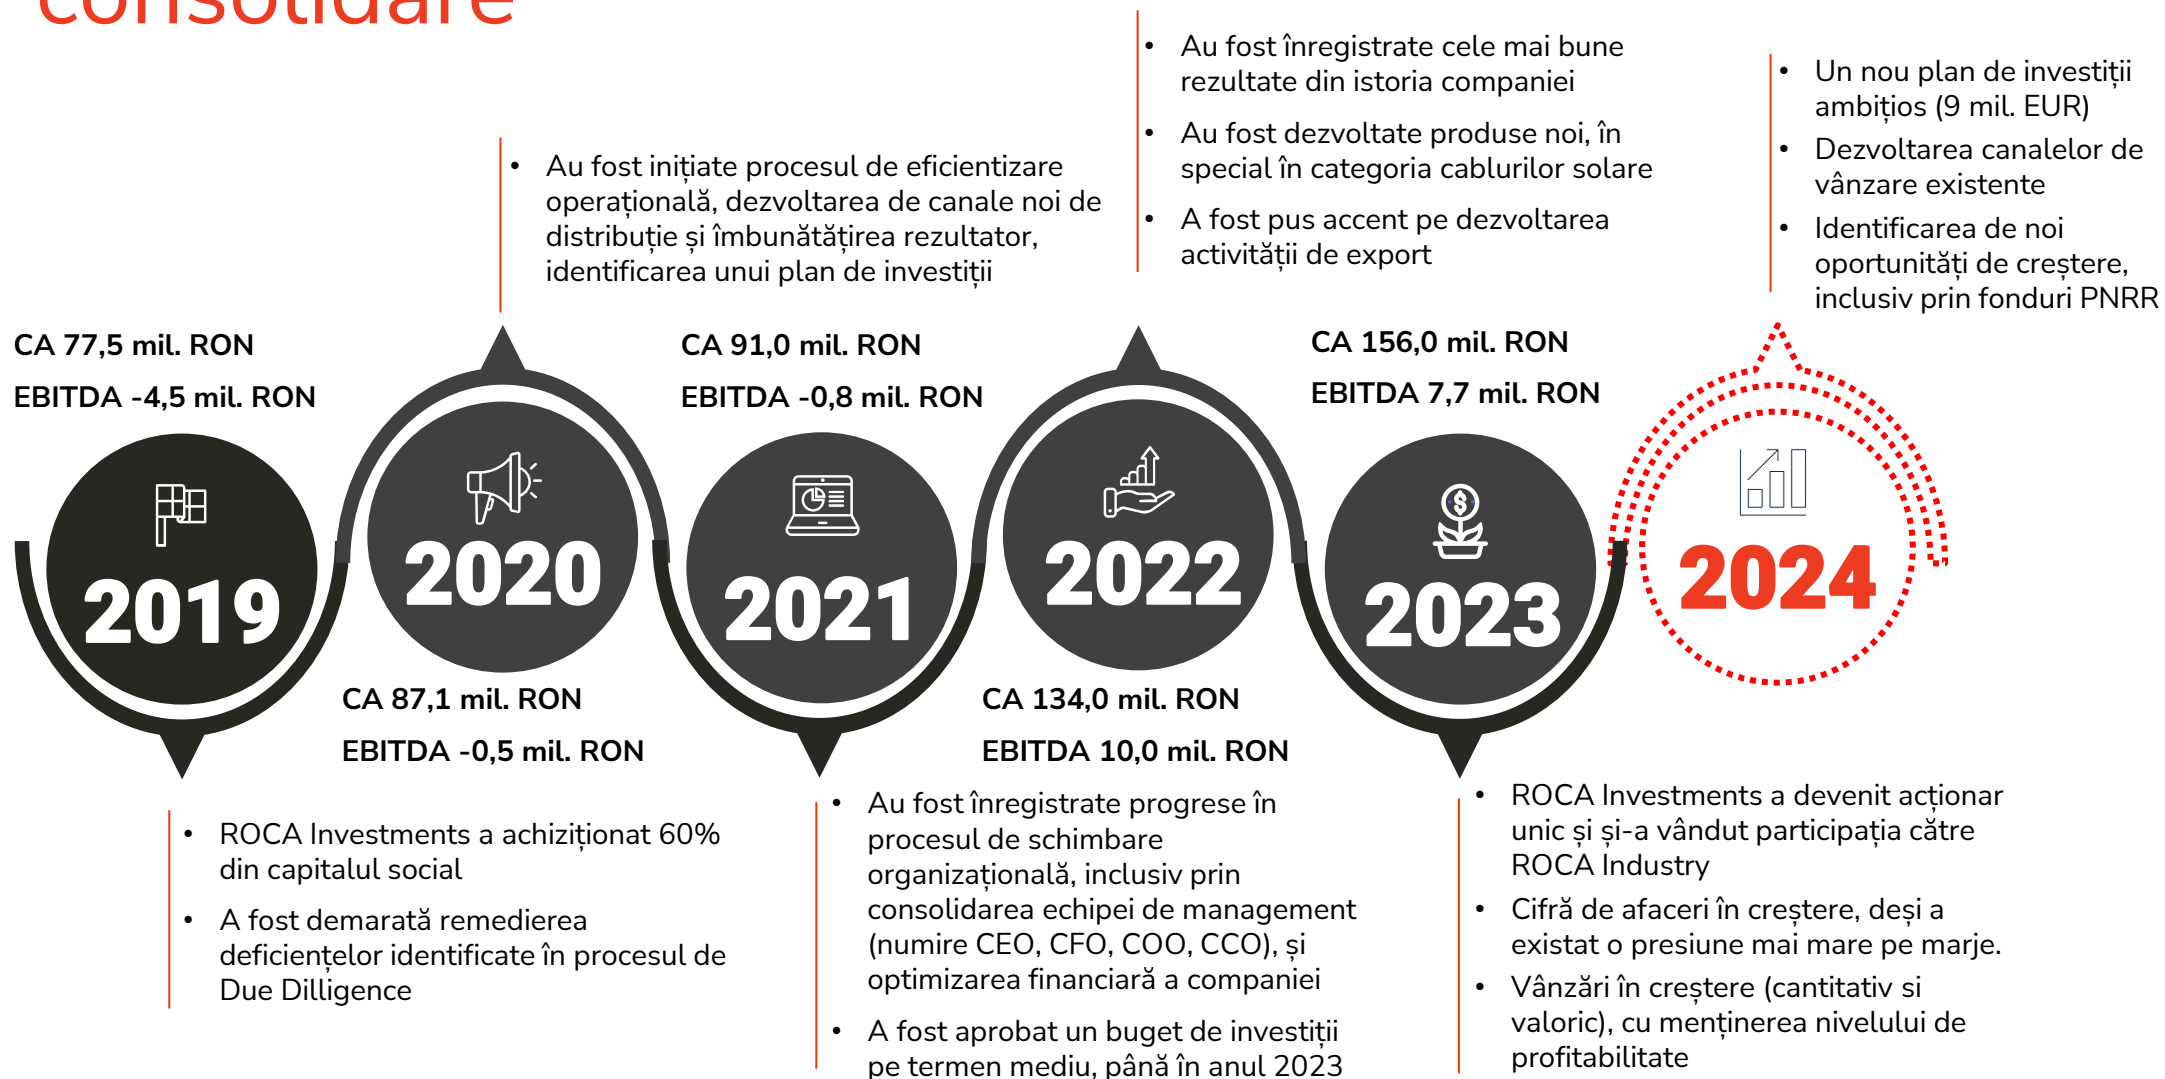 consolidare
CA 77,5 mil. RON
EBITDA -4,5 mil. RON
2019
• ROCA Investments a achiziționat 60%
din capitalul social
• A fost demarată remedierea
deficiențelor identificate în procesul de
Due Dilligence
• Au fost inițiate procesul de eficientizare
operațională, dezvoltarea de canale noi de
distribuție și îmbunătățirea rezultator,
identificarea unui plan de investiții
2020
CA 87,1 mil. RON
EBITDA -0,5 mil. RON
CA 91,0 mil. RON
EBITDA -0,8 mil. RON
2021
• Au fost înregistrate progrese în
procesul de schimbare
organizațională, inclusiv prin
consolidarea echipei de management
(numire CEO, CFO, COO, CCO), și
optimizarea financiară a companiei
• A fost aprobat un buget de investiții
pe termen mediu, până în anul 2023
• Au fost înregistrate cele mai bune
rezultate din istoria companiei
• Au fost dezvoltate produse noi, în
special în categoria cablurilor solare
• A fost pus accent pe dezvoltarea
activității de export
2022
CA 134,0 mil. RON
EBITDA 10,0 mil. RON
CA 156,0 mil. RON
EBITDA 7,7 mil. RON
2023
• ROCA Investments a devenit acționar
unic și și-a vândut participația către
ROCA Industry
• Cifră de afaceri în creștere, deși a
existat o presiune mai mare pe marje.
• Vânzări în creștere (cantitativ si
valoric), cu menținerea nivelului de
profitabilitate
• Un nou plan de investiții
ambițios (9 mil. EUR)
• Dezvoltarea canalelor de
vânzare existente
• Identificarea de noi
oportunități de creștere,
inclusiv prin fonduri PNRR
2024